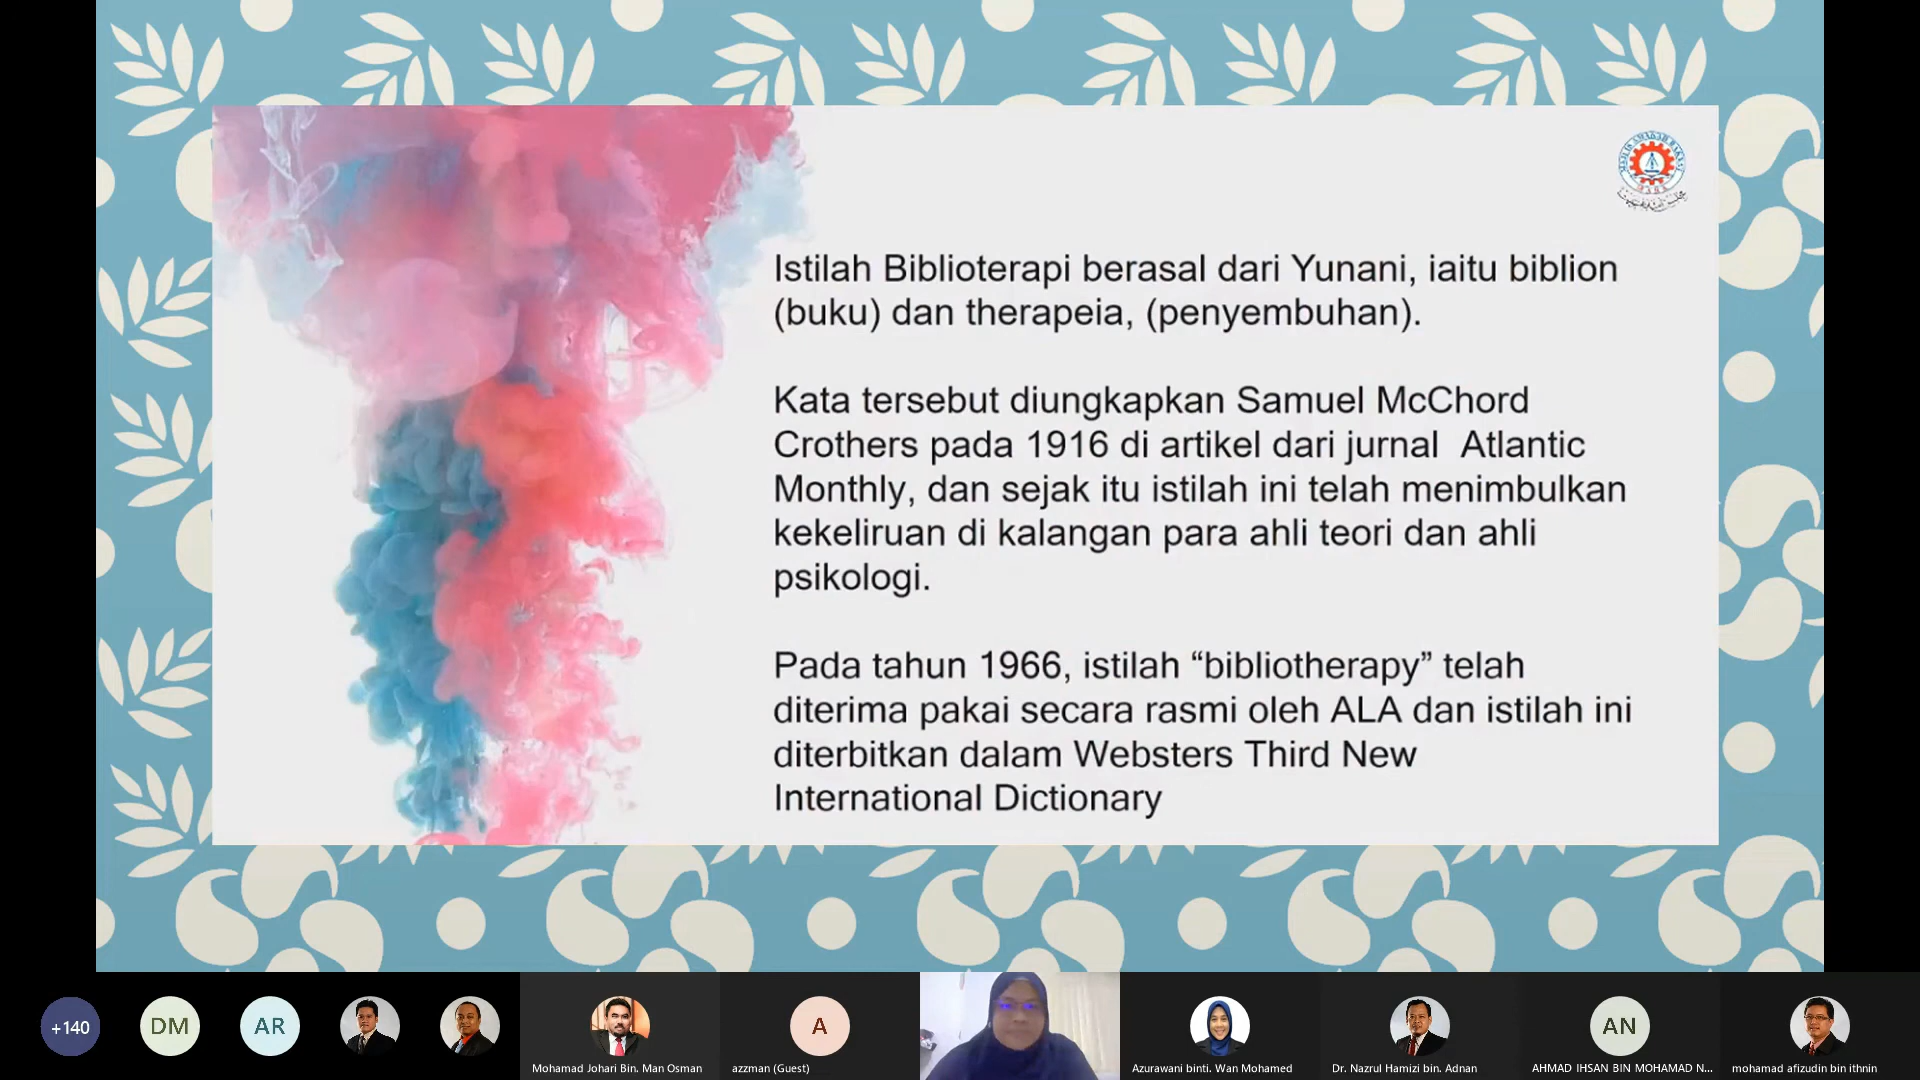 Istilah Biblioterapi berasal dari Yunani, iaitu biblion
(buku) dan therapeia, (penyembuhan).
Kata tersebut diungkapkan Samuel McChord
Crothers pada 1916 di artikel dari jurnal  Atlantic
Monthly, dan sejak itu istilah ini telah menimbulkan
kekeliruan di kalangan para ahli teori dan ahli
psikologi.
Pada tahun 1966, istilah “bibliotherapy” telah
diterima pakai secara rasmi oleh ALA dan istilah ini
diterbitkan dalam Websters Third New
International Dictionary
+140
DM
AR
A
AN
Mohamad Johari Bin. Man Osman
azzman (Guest)
Azurawani binti. Wan Mohamed
Dr. Nazrul Hamizi bin. Adnan
AHMAD IHSAN BIN MOHAMAD N...
mohamad afizudin bin ithnin